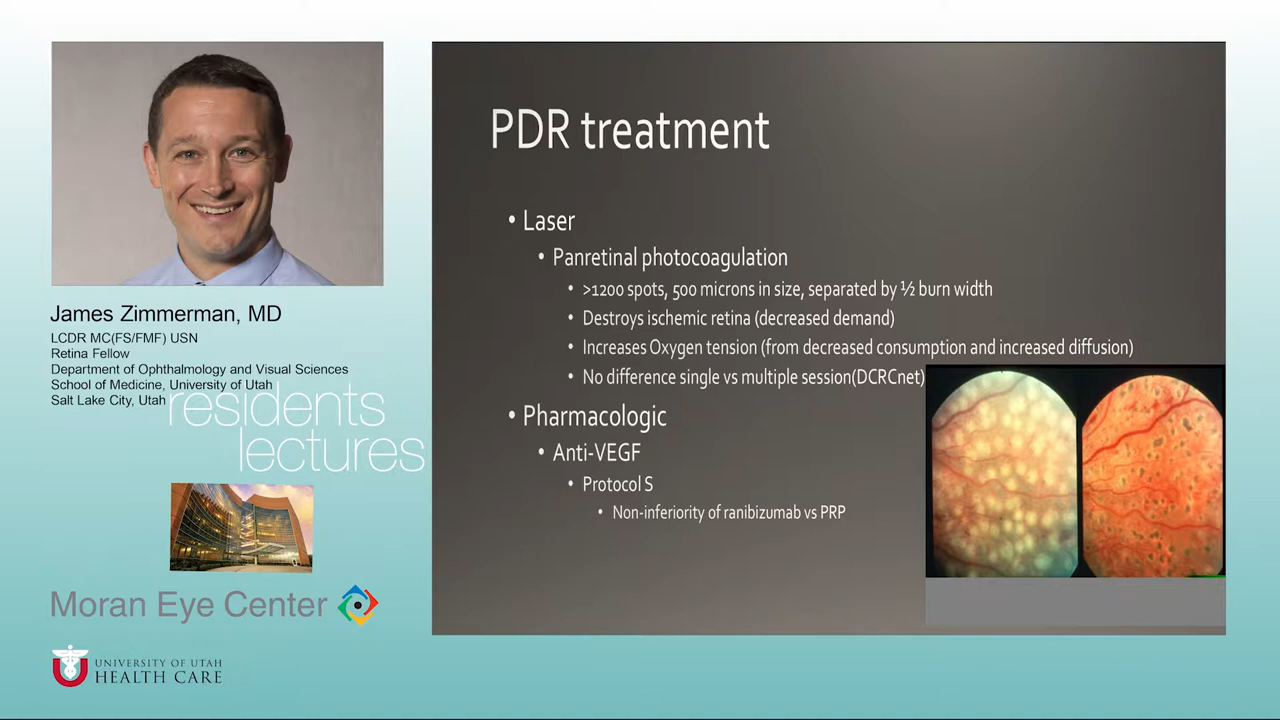 James Zimmerman, MD
LCDR MC(FS/FMF) USN
Retina Fellow
Department of Ophthalmology and Visual Sciences
School of Medicine, University of Utah
Salt Lake City, Utah
residents
lectures
Moran Eye Center
UNIVERSITY OF UTAH
HEALTH CARE
PDR treatment
• Laser
• Panretinal photocoagulation
• >1200 spots, 500 microns in size, separated by ½ burn width
• Destroys ischemic retina (decreased demand)
• Increases Oxygen tension (from decreased consumption and increased diffusion)
• No difference single vs multiple session(DCRCnet)
• Pharmacologic
• Anti-VEGF
• Protocol S
• Non-inferiority of ranibizumab vs PRP